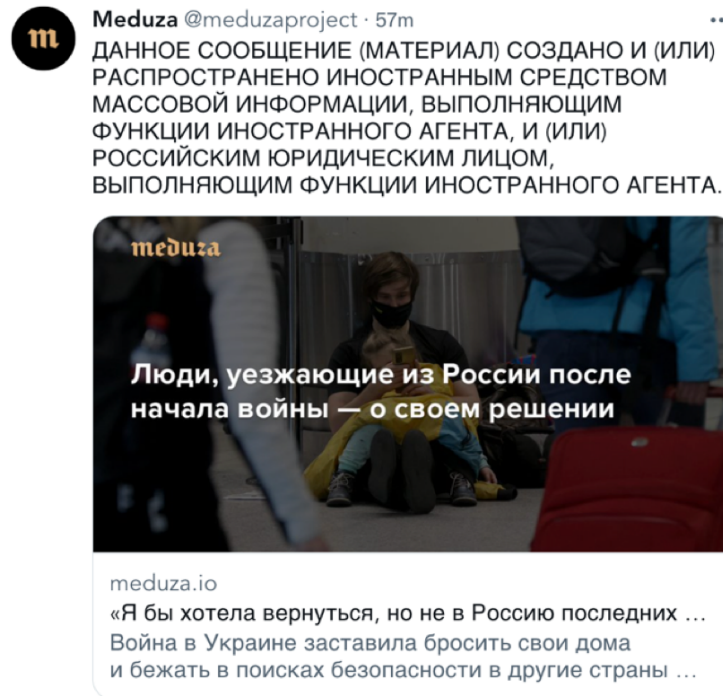 Meduza @meduzaproject · 57m
ДАННОЕ СООБЩЕНИЕ (МАТЕРИАЛ) СОЗДАНО И (ИЛИ)
РАСПРОСТРАНЕНО ИНОСТРАННЫМ СРЕДСТВОМ
МАССОВОЙ ИНФОРМАЦИИ, ВЫПОЛНЯЮЩИМ
ФУНКЦИИ ИНОСТРАННОГО АГЕНТА, И (ИЛИ)
РОССИЙСКИМ ЮРИДИЧЕСКИМ ЛИЦОМ,
ВЫПОЛНЯЮЩИМ ФУНКЦИИ ИНОСТРАННОГО АГЕНТА.
meduza
Люди, уезжающие из России после
начала войны — о своем решении
meduza.io
«Я бы хотела вернуться, но не в Россию последних ...
Война в Украине заставила бросить свои дома
и бежать в поисках безопасности в другие страны ...